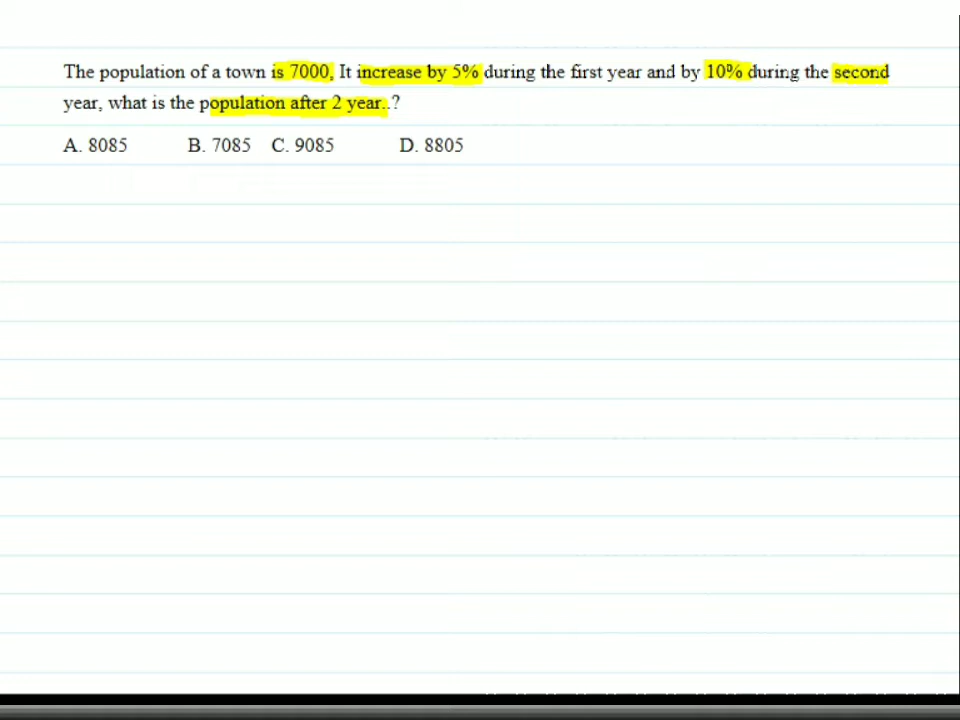 The population of a town is 7000, It increase by 5% during the first year and by 10% during the second
year, what is the population after 2 year..?
A. 8085 B. 7085 C. 9085 D. 8805